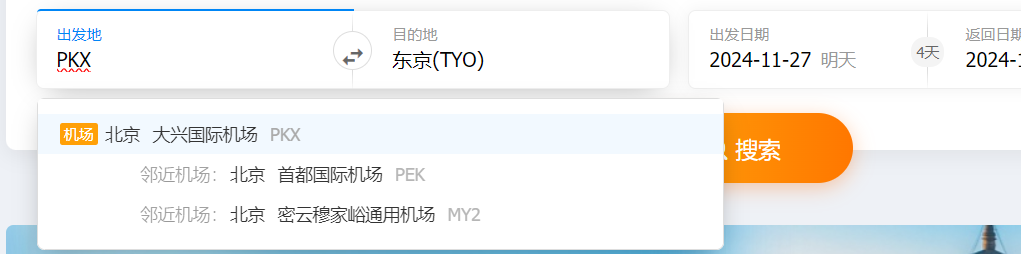 出发地
PKX
目的地
东京(TYO)
出发日期
2024-11-27 明天
4天
返回日期
2024-1
机场 北京 大兴国际机场 PKX
邻近机场： 北京 首都国际机场 PEK
邻近机场： 北京 密云穆家峪通用机场 MY2
搜索